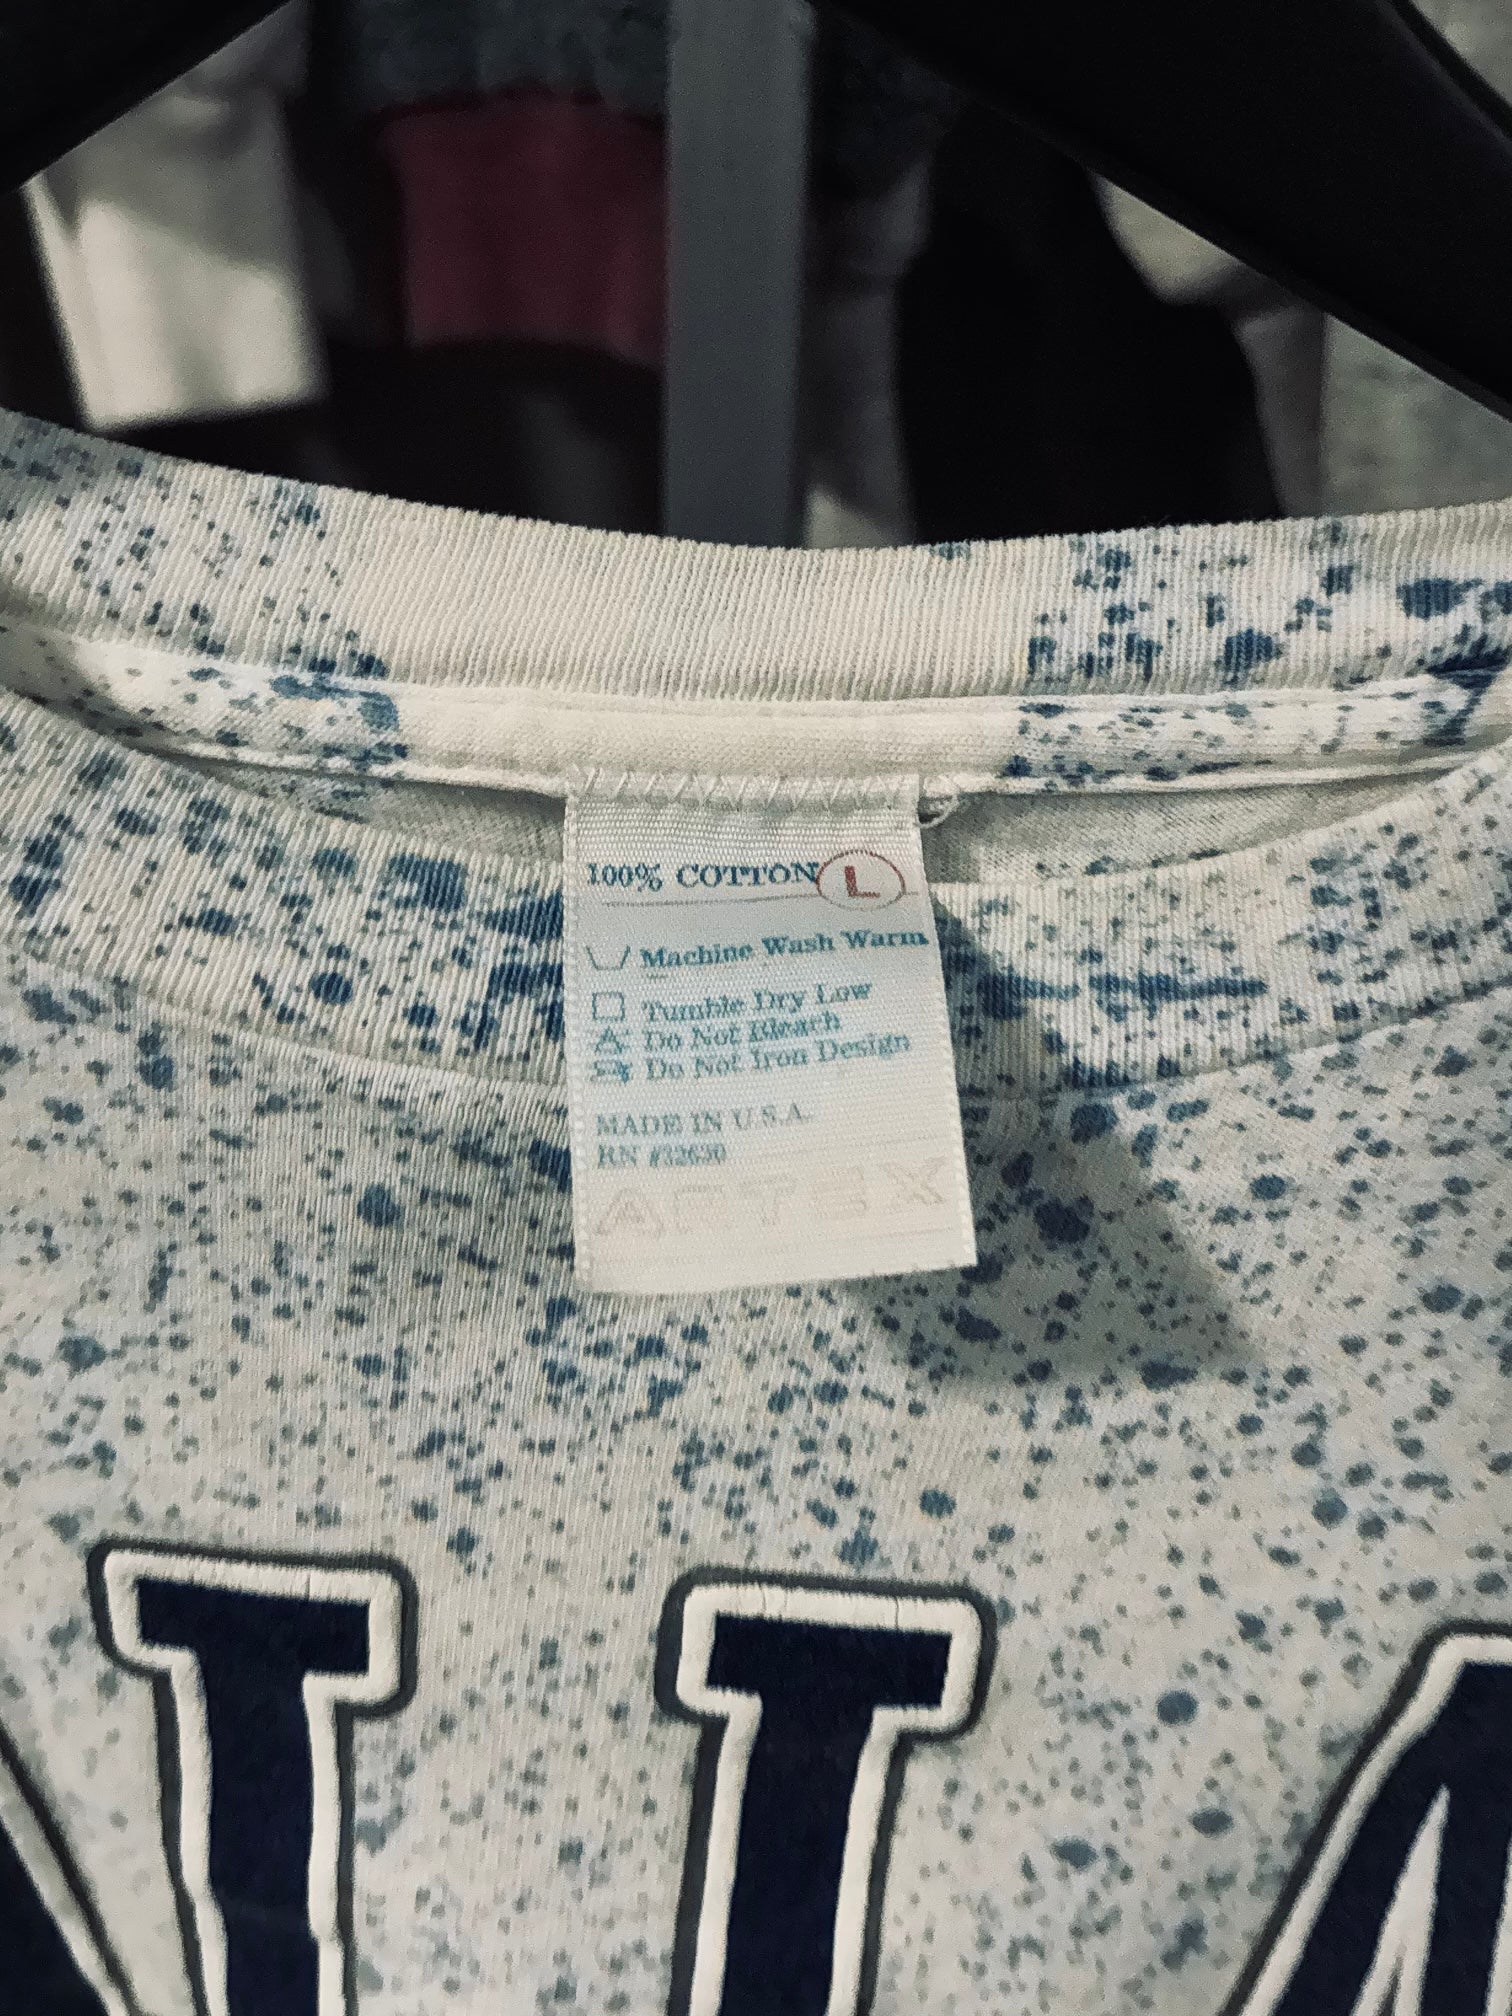 100% COTTON L
Machine Wash Warm
Tumble Dry Low
Do Not Bleach
Do Not Iron Design
MADE IN U.S.A.
RN #32630
ARTEX